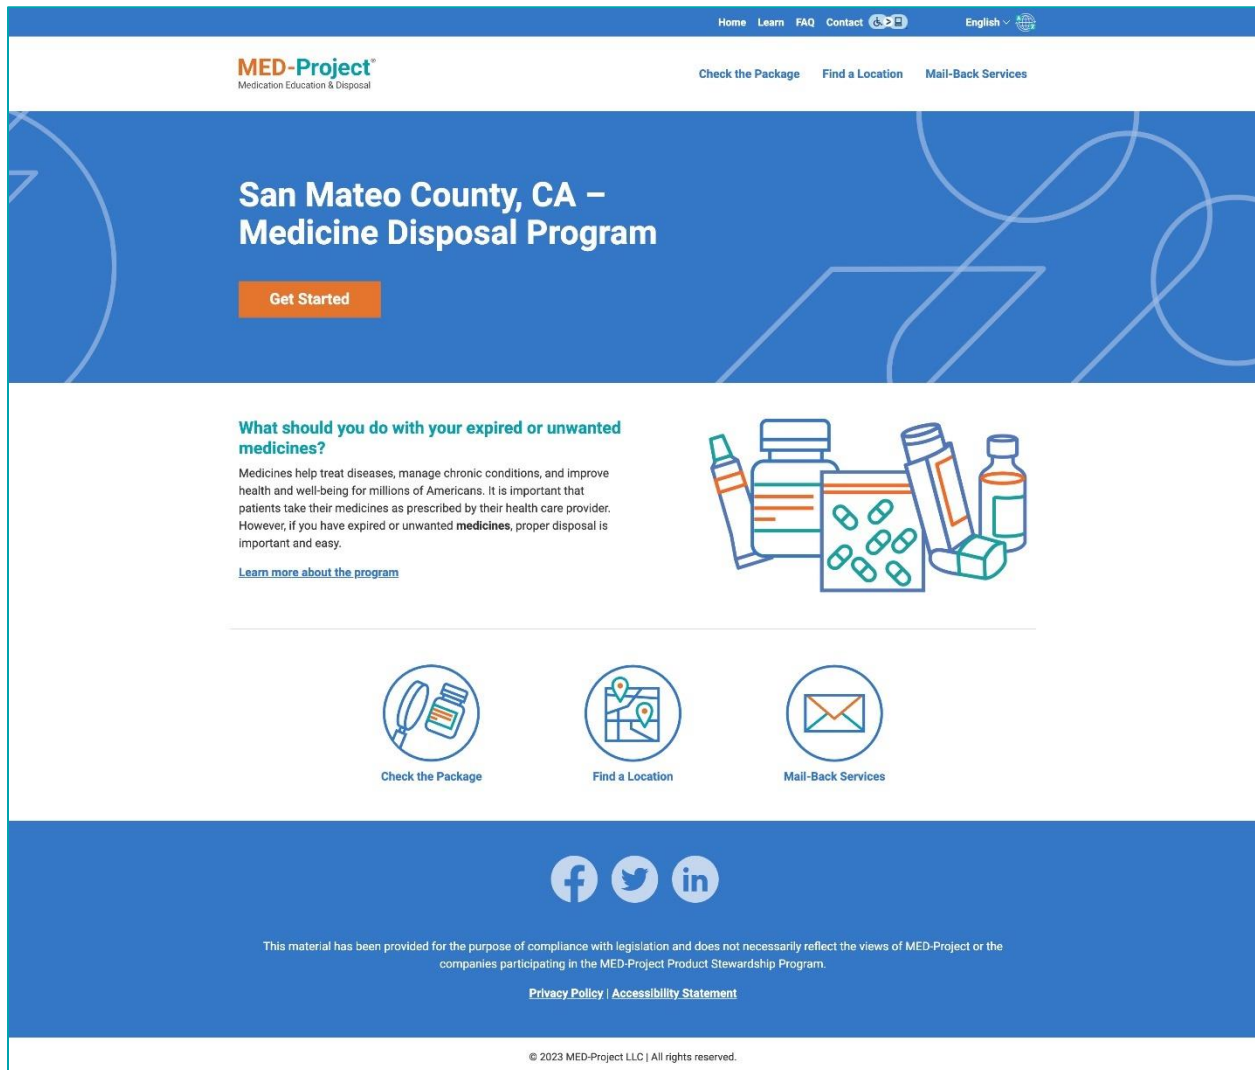 Home Learn FAQ Contact English
MED-Project®
Medication Education & Disposal
Check the Package Find a Location Mail-Back Services
San Mateo County, CA –
Medicine Disposal Program
Get Started
What should you do with your expired or unwanted
medicines?
Medicines help treat diseases, manage chronic conditions, and improve
health and well-being for millions of Americans. It is important that
patients take their medicines as prescribed by their health care provider.
However, if you have expired or unwanted medicines, proper disposal is
important and easy.
Learn more about the program
Check the Package Find a Location Mail-Back Services
This material has been provided for the purpose of compliance with legislation and does not necessarily reflect the views of MED-Project or the
companies participating in the MED-Project Product Stewardship Program.
Privacy Policy | Accessibility Statement
© 2023 MED-Project LLC | All rights reserved.